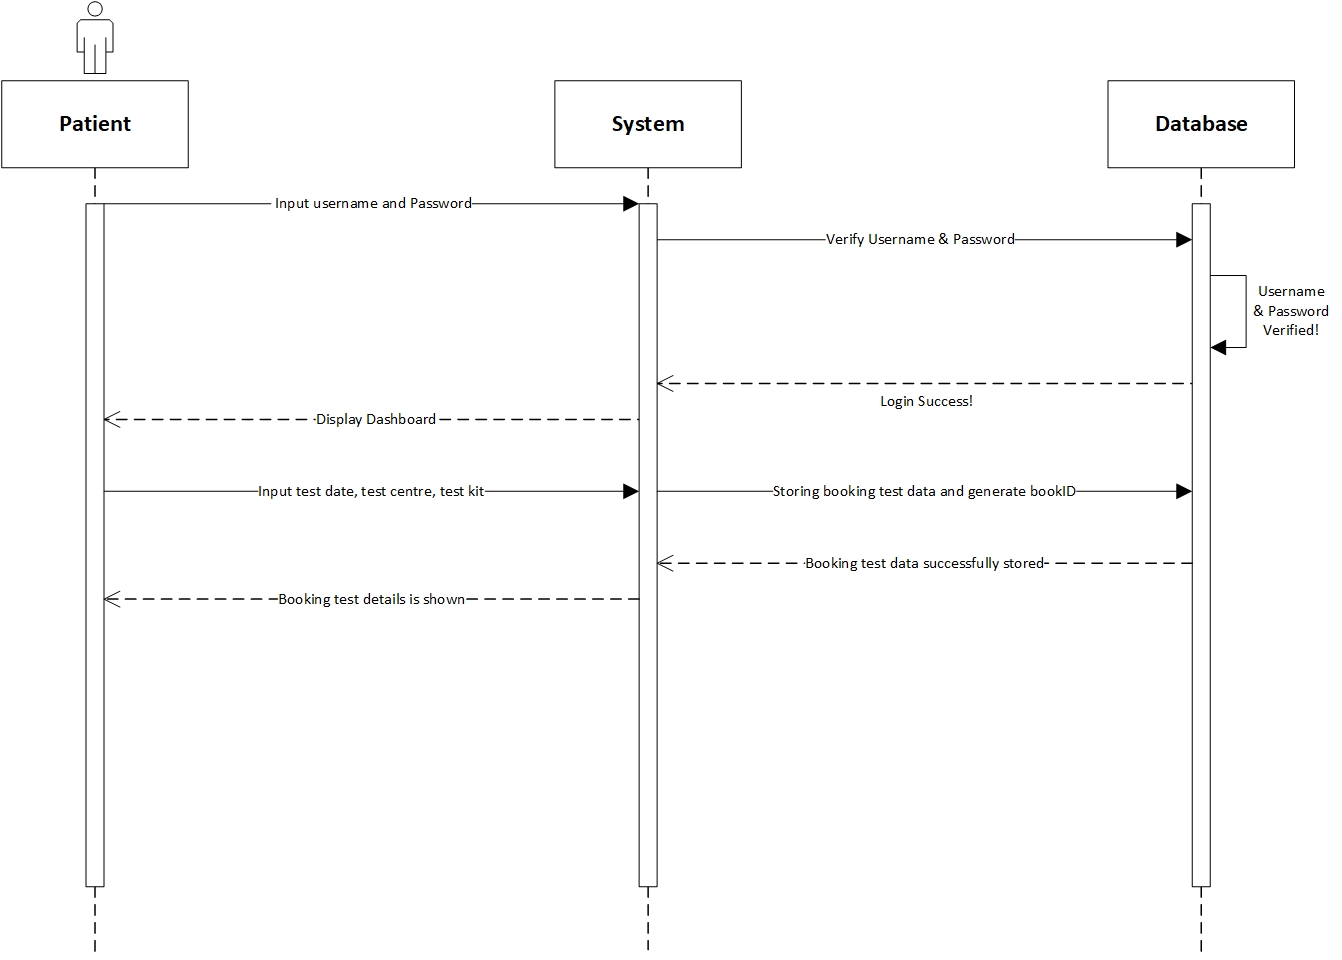 Patient
System
Database
Input username and Password
Verify Username & Password
Username
& Password
Verified!
Login Success!
Display Dashboard
Input test date, test centre, test kit
Storing booking test data and generate bookID
Booking test data successfully stored
Booking test details is shown